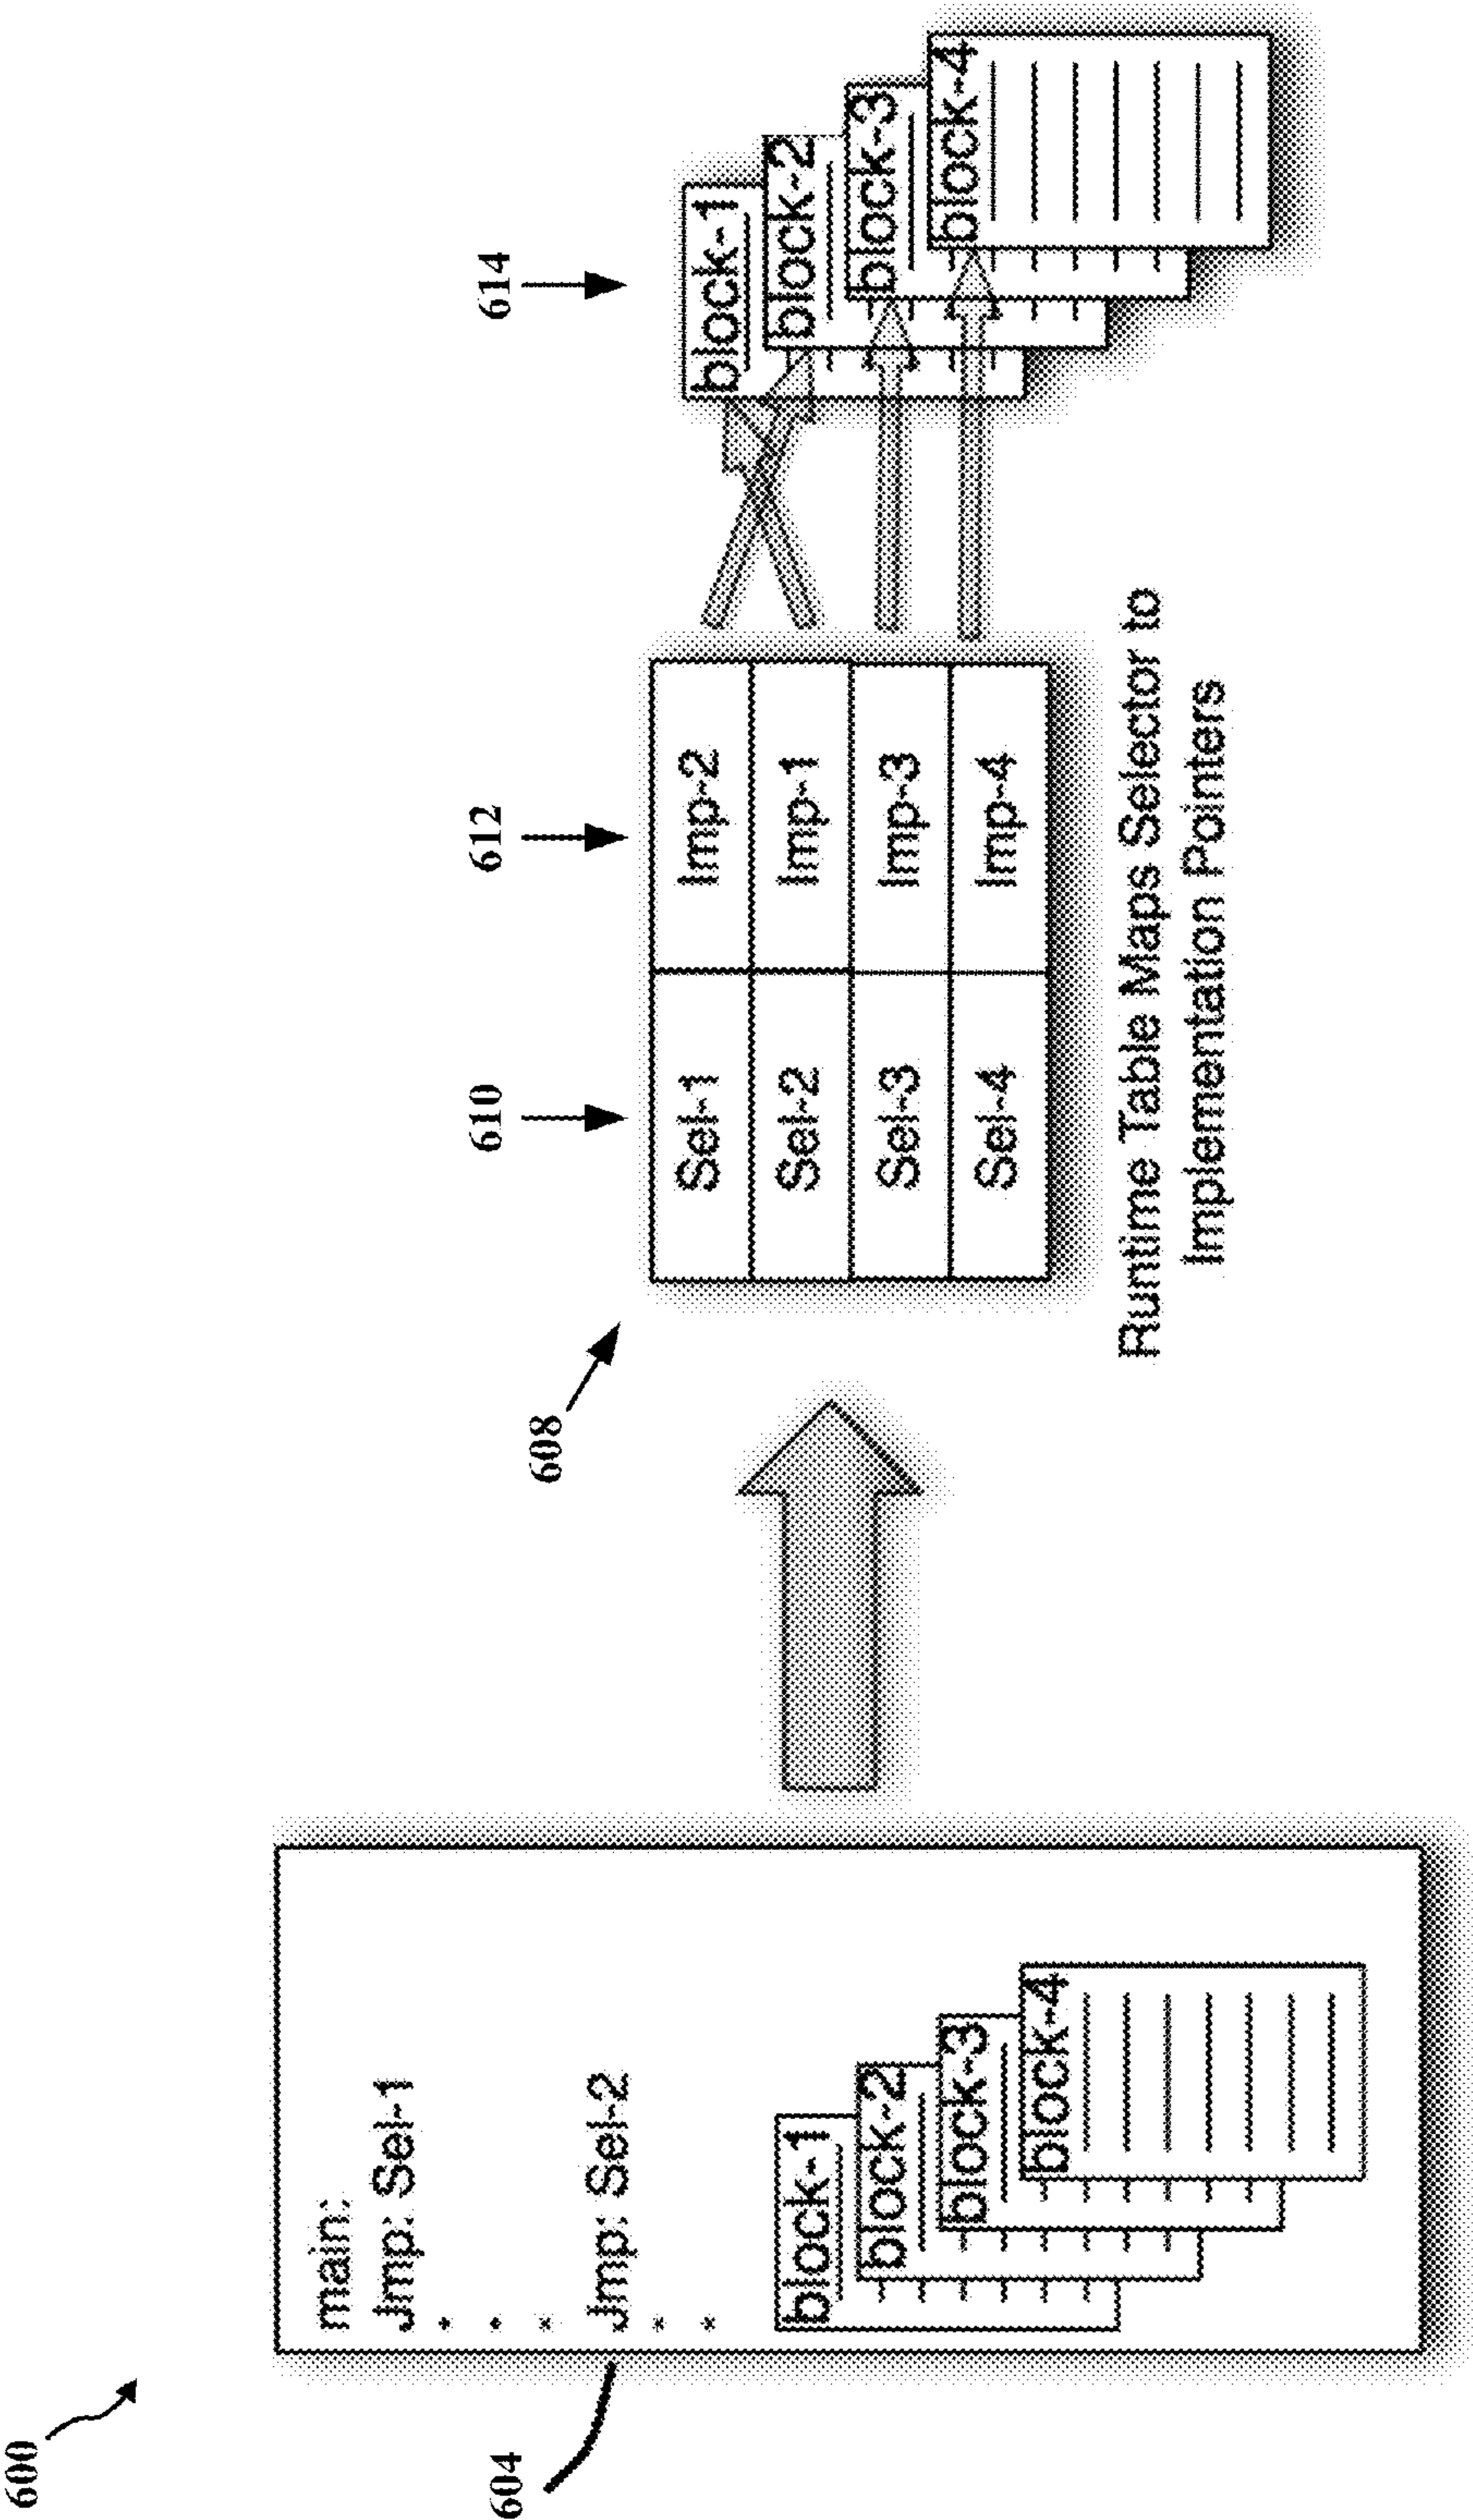 600
604
main:
Jmp: Sel-1
.
.
.
Jmp: Sel-2
.
.
block-1
block-2
block-3
block-4
608
610
612
614
Sel-1 Imp-2
Sel-2 Imp-1
Sel-3 Imp-3
Sel-4 Imp-4
Runtime Table Maps Selector to
Implementation Pointers
block-1
block-2
block-3
block-4